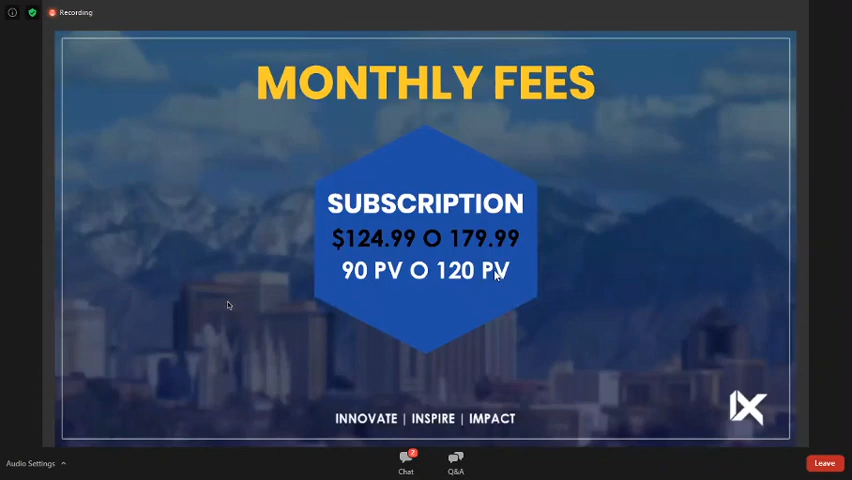 Recording
MONTHLY FEES
SUBSCRIPTION
$124.99 O 179.99
90 PV O 120 PV
INNOVATE | INSPIRE | IMPACT
IX
Audio Settings
2
Chat
Q&A
Leave